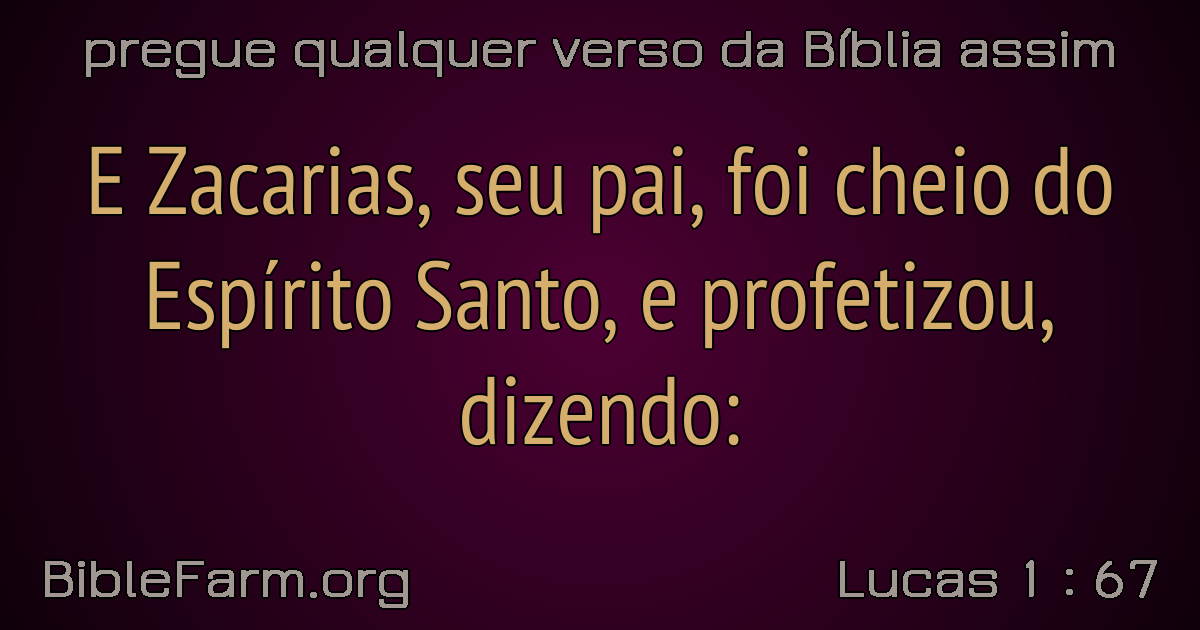 pregue qualquer verso da Bíblia assim
E Zacarias, seu pai, foi cheio do
Espírito Santo, e profetizou,
dizendo:
BibleFarm.org
Lucas 1 : 67